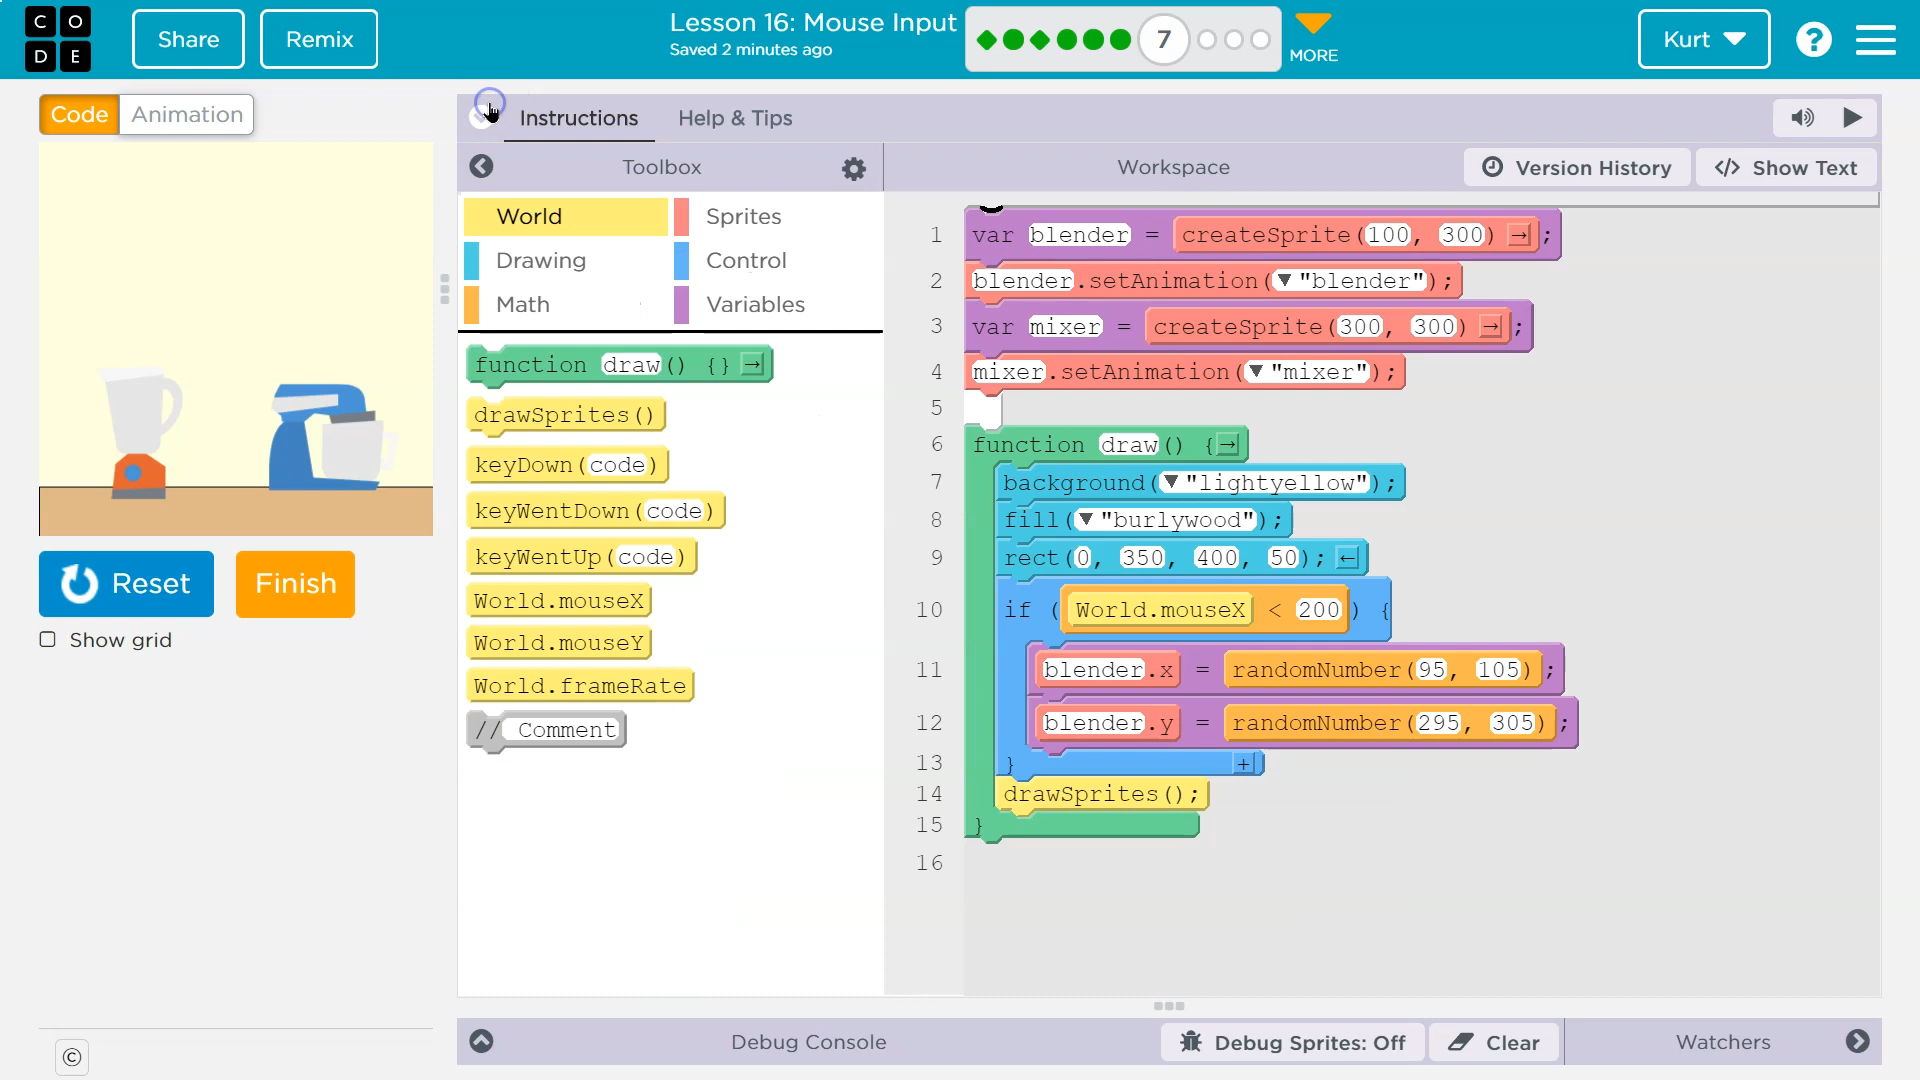 C O D E
Share
Remix
Lesson 16: Mouse Input
Saved 2 minutes ago
7
MORE
Kurt
?
Code
Animation
Instructions
Help & Tips
Toolbox
Workspace
Version History
</> Show Text
World
Sprites
Drawing
Control
Math
Variables
function draw() {} →
drawSprites()
keyDown(code)
keyWentDown(code)
keyWentUp(code)
World.mouseX
World.mouseY
World.frameRate
// Comment
1 var blender = createSprite(100, 300) → ;
2 blender.setAnimation(▼"blender");
3 var mixer = createSprite(300, 300) → ;
4 mixer.setAnimation(▼"mixer");
5
6 function draw() { →
7 background(▼"lightyellow");
8 fill(▼"burlywood");
9 rect(0, 350, 400, 50); ←
10 if (World.mouseX < 200) {
11 blender.x = randomNumber(95, 105);
12 blender.y = randomNumber(295, 305);
13 } +
14 drawSprites();
15 }
16
Reset
Finish
Show grid
©
Debug Console
Debug Sprites: Off
Clear
Watchers